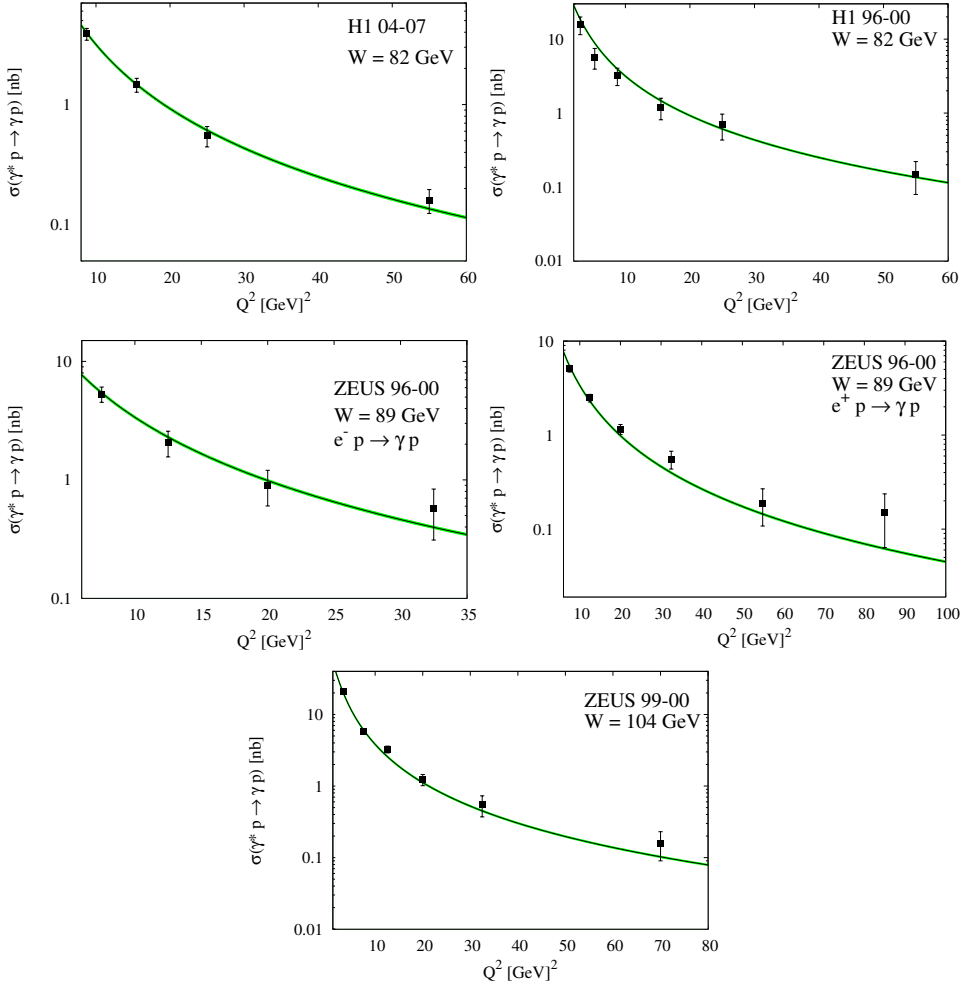 H1 04-07
W = 82 GeV
σ(γ* p → γ p) [nb]
1
0.1
10 20 30 40 50 60
Q^2 [GeV]^2
H1 96-00
W = 82 GeV
σ(γ* p → γ p) [nb]
10
1
0.1
0.01
10 20 30 40 50 60
Q^2 [GeV]^2
ZEUS 96-00
W = 89 GeV
e^- p → γ p
σ(γ* p → γ p) [nb]
10
1
0.1
10 15 20 25 30 35
Q^2 [GeV]^2
ZEUS 96-00
W = 89 GeV
e^+ p → γ p
σ(γ* p → γ p) [nb]
10
1
0.1
10 20 30 40 50 60 70 80 90 100
Q^2 [GeV]^2
ZEUS 99-00
W = 104 GeV
σ(γ* p → γ p) [nb]
10
1
0.1
0.01
10 20 30 40 50 60 70 80
Q^2 [GeV]^2